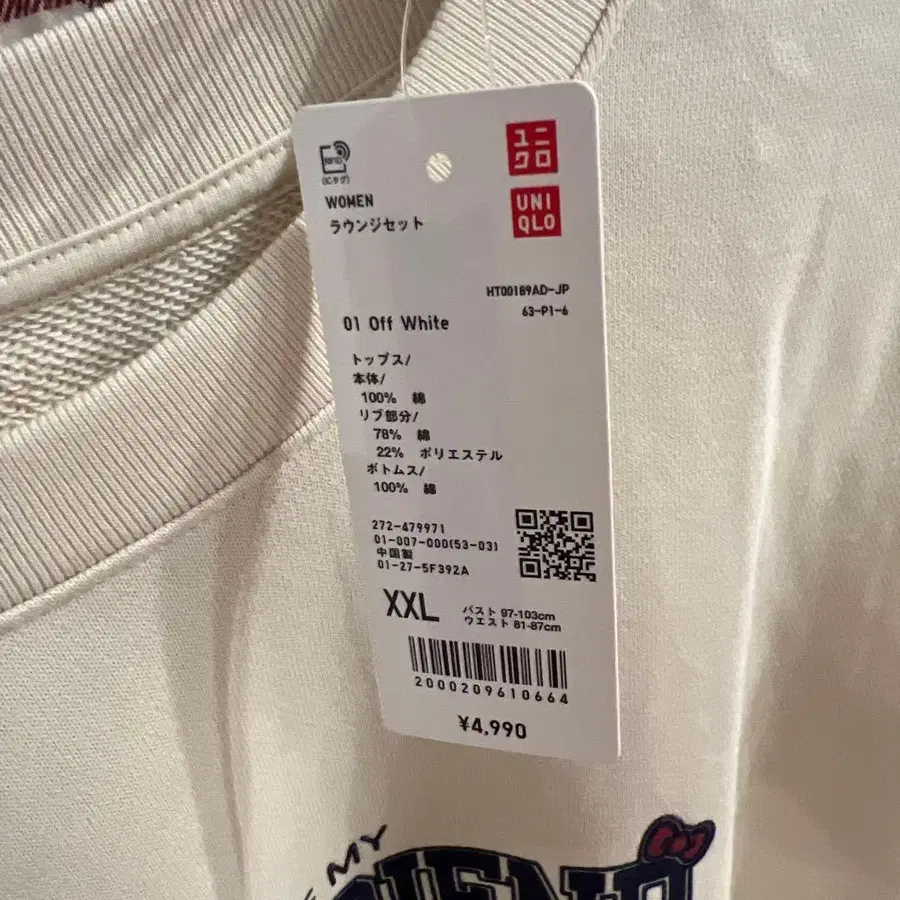 RFID
(ICタグ)
ユニクロ
UNIQLO
WOMEN
ラウンジセット
HT00189AD-JP
63-P1-6
01 Off White
トップス/
本体/
100% 綿
リブ部分/
78% 綿
22% ポリエステル
ボトムス/
100% 綿
272-479971
01-007-000(53-03)
中国製
01-27-5F392A
XXL
バスト 97-103cm
ウエスト 81-87cm
2000209610664
¥4,990
MY